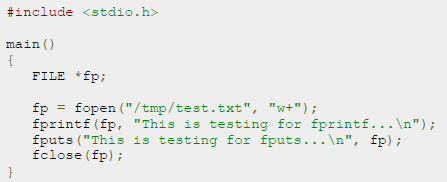 #include <stdio.h>
main()
{
FILE *fp;
fp = fopen("/tmp/test.txt", "w+");
fprintf(fp, "This is testing for fprintf...\n");
fputs("This is testing for fputs...\n", fp);
fclose(fp);
}